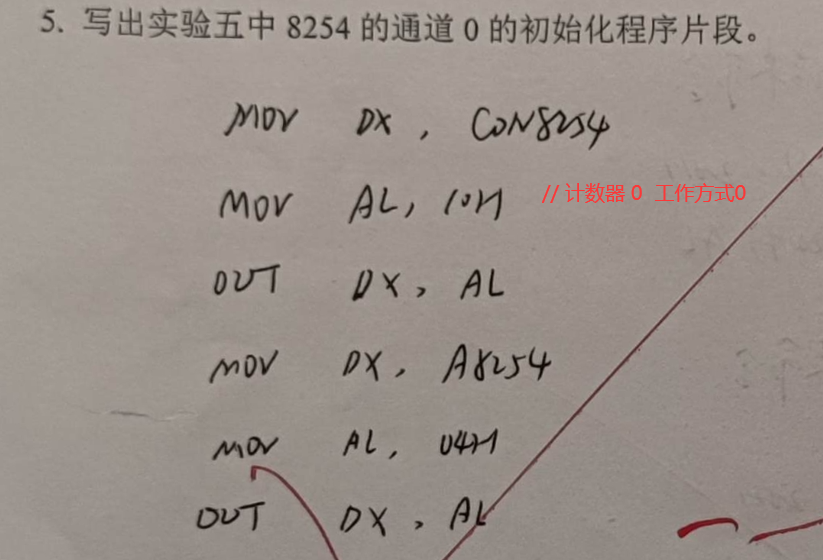 5. 写出实验五中 8254 的通道 0 的初始化程序片段。
MOV DX, CON8254
MOV AL, 10H // 计数器 0 工作方式0
OUT DX, AL
MOV DX, A8254
MOV AL, 04H
OUT DX, AL